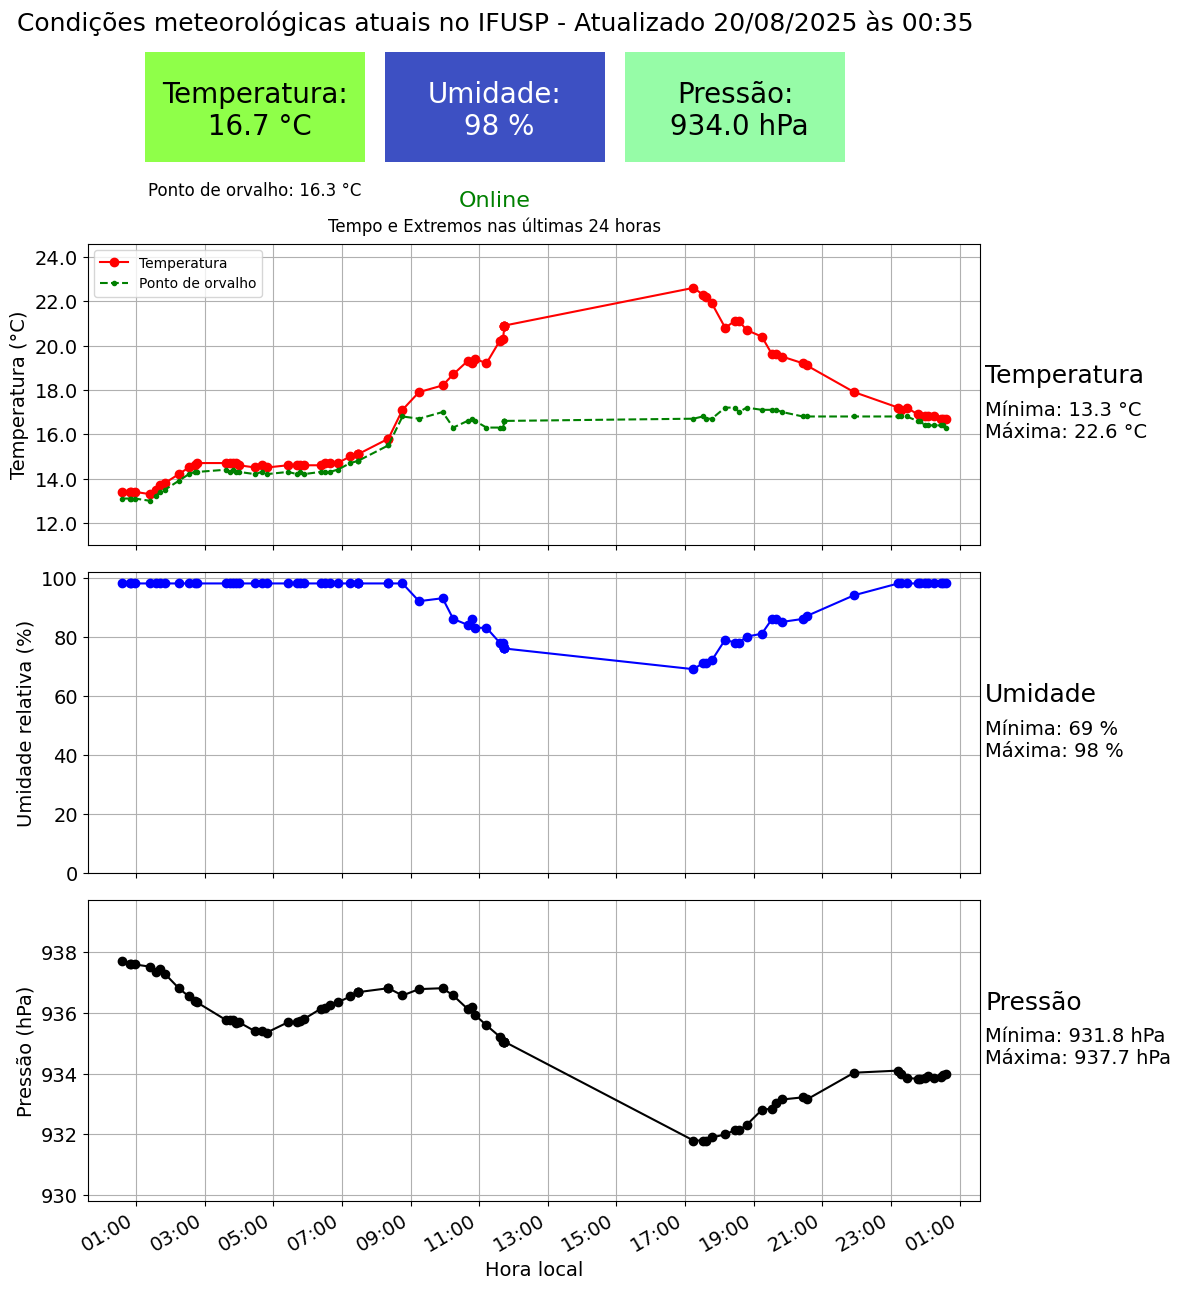 Condições meteorológicas atuais no IFUSP - Atualizado 20/08/2025 às 00:35
Temperatura:
16.7 °C
Umidade:
98 %
Pressão:
934.0 hPa
Ponto de orvalho: 16.3 °C
Online
Tempo e Extremos nas últimas 24 horas
Temperatura
Ponto de orvalho
Temperatura (°C)
24.0
22.0
20.0
18.0
16.0
14.0
12.0
Temperatura
Mínima: 13.3 °C
Máxima: 22.6 °C
Umidade relativa (%)
100
80
60
40
20
0
Umidade
Mínima: 69 %
Máxima: 98 %
Pressão (hPa)
938
936
934
932
930
Pressão
Mínima: 931.8 hPa
Máxima: 937.7 hPa
01:00 03:00 05:00 07:00 09:00 11:00 13:00 15:00 17:00 19:00 21:00 23:00 01:00
Hora local